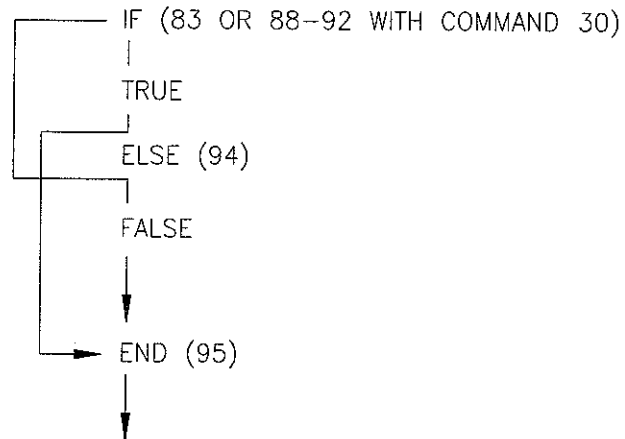 IF (83 OR 88-92 WITH COMMAND 30)
TRUE
ELSE (94)
FALSE
END (95)